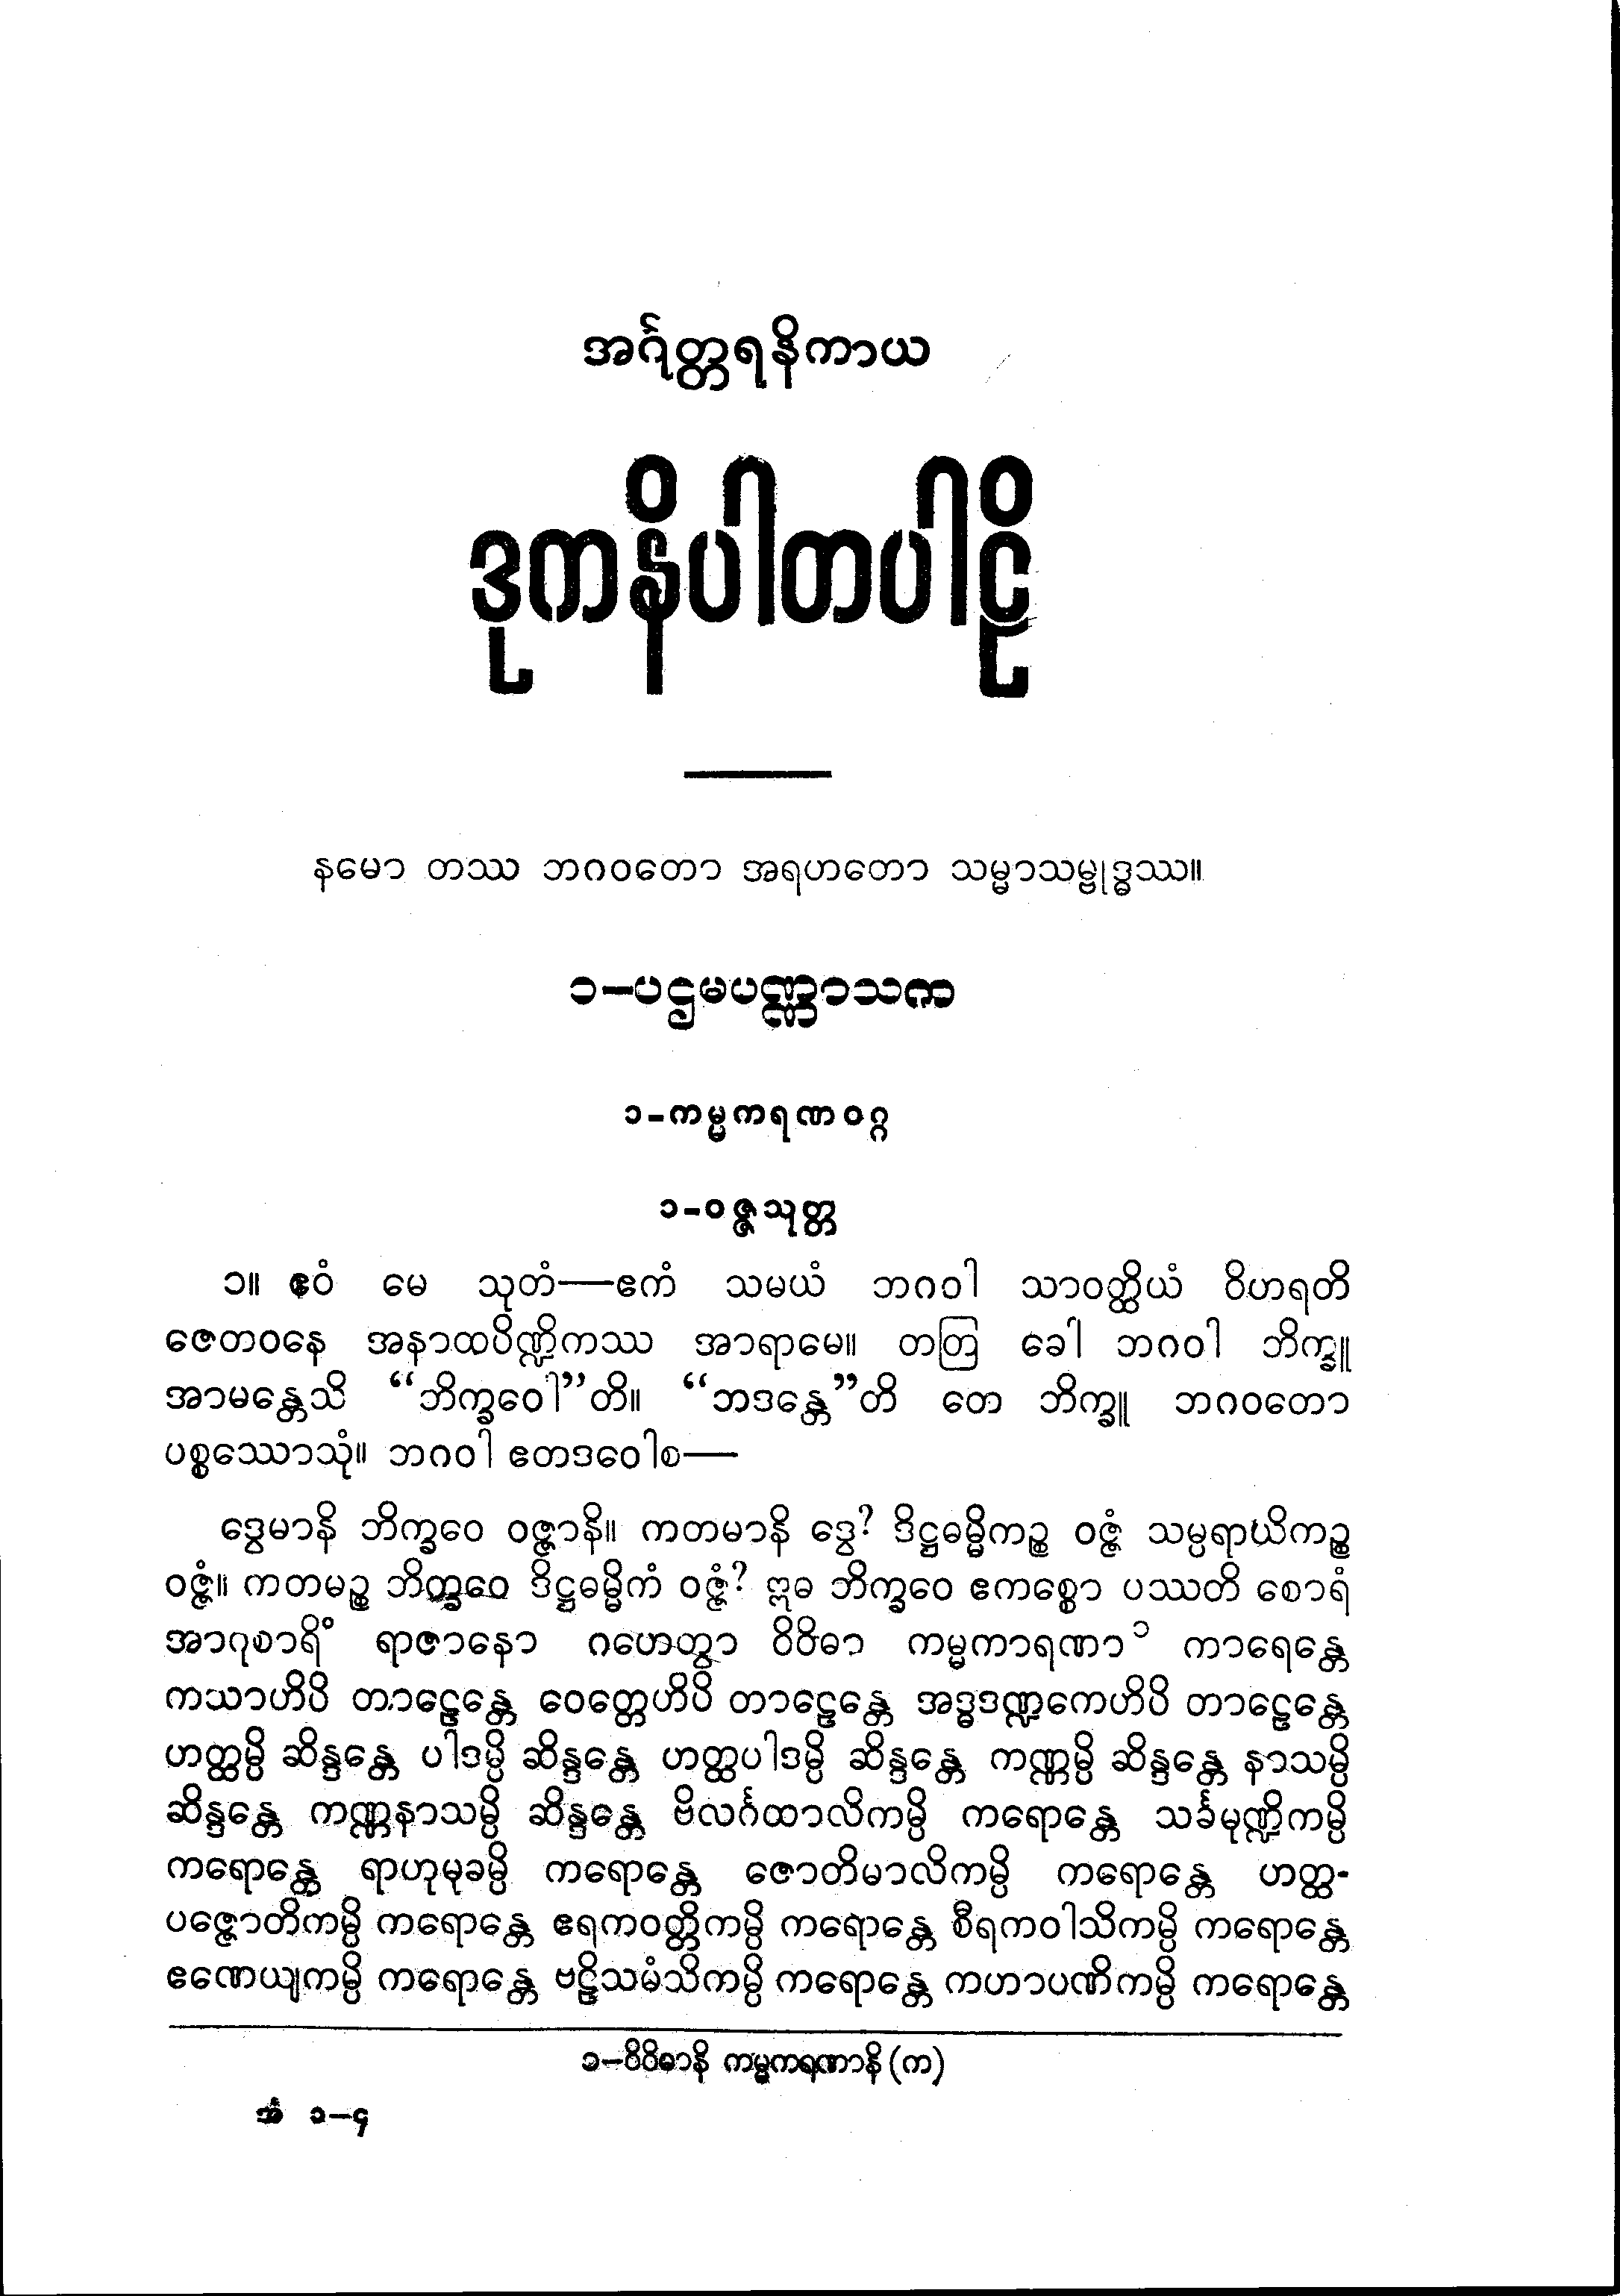 အင်္ဂုတ္တရနိကာယ
ဒုကနိပါတပါဠိ
နမော တဿ ဘဂဝတော အရဟတော သမ္မာသမ္ဗုဒ္ဓဿ။
၁–ပဌမပဏ္ဏာသက
၁-ကမ္မကရဏဝဂ္ဂ
၁-ဝဇ္ဇသုတ္တ
၁။ ဧဝံ မေ သုတံ—ဧကံ သမယံ ဘဂဝါ သာဝတ္ထိယံ ဝိဟရတိ
ဇေတဝနေ အနာထပိဏ္ဍိကဿ အာရာမေ။ တတြ ခေါ ဘဂဝါ ဘိက္ခူ
အာမန္တေသိ “ဘိက္ခဝေါ”တိ။ “ဘဒန္တေ”တိ တေ ဘိက္ခူ ဘဂဝတော
ပစ္စဿောသုံ။ ဘဂဝါ ဧတဒဝေါစ—
ဒွေမာနိ ဘိက္ခဝေ ဝဇ္ဇာနိ။ ကတမာနိ ဒွေ? ဒိဋ္ဌဓမ္မိကဉ္စ ဝဇ္ဇံ သမ္ပရာယိကဉ္စ
ဝဇ္ဇံ။ ကတမဉ္စ ဘိက္ခဝေ ဒိဋ္ဌဓမ္မိကံ ဝဇ္ဇံ? ဣဓ ဘိက္ခဝေ ဧကစ္စော ပဿတိ စောရံ
အာဂုစာရိံ ရာဇာနော ဂဟေတွာ ဝိဝိဓာ ကမ္မကာရဏာ ၁ ကာရေန္တေ
ကသာဟိပိ တာဠေန္တေ ဝေတ္တေဟိပိ တာဠေန္တေ အဒ္ဓဒဏ္ဍကေဟိပိ တာဠေန္တေ
ဟတ္ထမ္ပိ ဆိန္ဒန္တေ ပါဒမ္ပိ ဆိန္ဒန္တေ ဟတ္ထပါဒမ္ပိ ဆိန္ဒန္တေ ကဏ္ဏမ္ပိ ဆိန္ဒန္တေ နာသမ္ပိ
ဆိန္ဒန္တေ ကဏ္ဏနာသမ္ပိ ဆိန္ဒန္တေ ဗိလင်္ဂထာလိကမ္ပိ ကရောန္တေ သင်္ခမုဏ္ဍိကမ္ပိ
ကရောန္တေ ရာဟုမုခမ္ပိ ကရောန္တေ ဇောတိမာလိကမ္ပိ ကရောန္တေ ဟတ္ထ-
ပဇ္ဇောတိကမ္ပိ ကရောန္တေ ဧရကဝတ္တိကမ္ပိ ကရောန္တေ စီရကဝါသိကမ္ပိ ကရောန္တေ
ဧဏေယျကမ္ပိ ကရောန္တေ ဗဠိသမံသိကမ္ပိ ကရောန္တေ ကဟာပဏိကမ္ပိ ကရောန္တေ
၁–ဝိဝိဓာနိ ကမ္မကရဏာနိ (က)
အံ ၁–၄